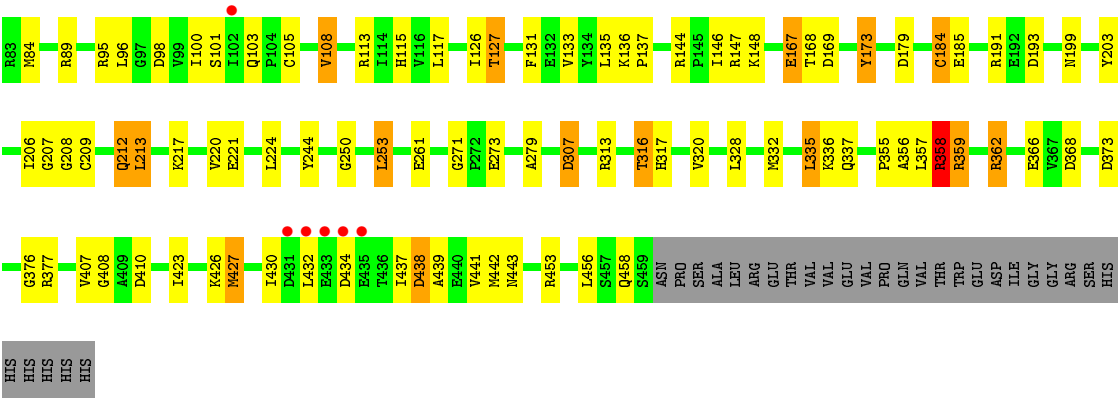 R83 M84 R89 R95 L96 G97 D98 V99 I100 S101 I102 Q103 P104 C105 V108 R113 I114 H115 V116 L117 I126 T127 F131 E132 V133 Y134 L135 K136 P137 R144 P145 I146 R147 K148 E167 T168 D169 Y173 D179 C184 E185 R191 E192 D193 N199 Y203
I206 G207 G208 C209 Q212 L213 K217 V220 E221 L224 Y244 G250 L253 E261 G271 P272 E273 A279 D307 R313 T316 H317 V320 L328 M332 L335 K336 Q337 P355 A356 L357 R358 R359 R362 E366 V367 D368 D373
G376 R377 V407 G408 A409 D410 I423 K426 M427 I430 D431 L432 E433 D434 E435 T436 I437 D438 A439 E440 V441 M442 N443 R453 L456 S457 Q458 S459 ASN PRO SER ALA LEU ARG GLU THR VAL VAL GLU VAL PRO GLN VAL THR TRP GLU ASP ILE GLY GLY ARG SER HIS
HIS HIS HIS HIS HIS